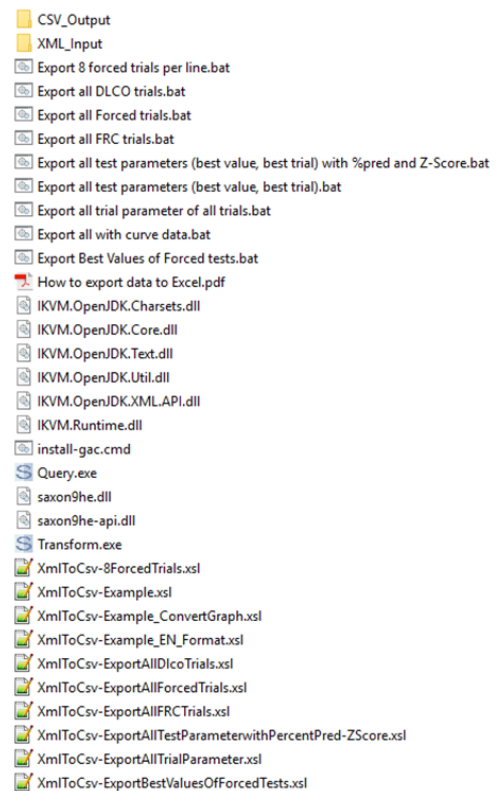 CSV_Output
XML_Input
Export 8 forced trials per line.bat
Export all DLCO trials.bat
Export all Forced trials.bat
Export all FRC trials.bat
Export all test parameters (best value, best trial) with %pred and Z-Score.bat
Export all test parameters (best value, best trial).bat
Export all trial parameter of all trials.bat
Export all with curve data.bat
Export Best Values of Forced tests.bat
How to export data to Excel.pdf
IKVM.OpenJDK.Charsets.dll
IKVM.OpenJDK.Core.dll
IKVM.OpenJDK.Text.dll
IKVM.OpenJDK.Util.dll
IKVM.OpenJDK.XML.API.dll
IKVM.Runtime.dll
install-gac.cmd
Query.exe
saxon9he.dll
saxon9he-api.dll
Transform.exe
XmlToCsv-8ForcedTrials.xsl
XmlToCsv-Example.xsl
XmlToCsv-Example_ConvertGraph.xsl
XmlToCsv-Example_EN_Format.xsl
XmlToCsv-ExportAllDlcoTrials.xsl
XmlToCsv-ExportAllForcedTrials.xsl
XmlToCsv-ExportAllFRCTrials.xsl
XmlToCsv-ExportAllTestParameterwithPercentPred-ZScore.xsl
XmlToCsv-ExportAllTrialParameter.xsl
XmlToCsv-ExportBestValuesOfForcedTests.xsl